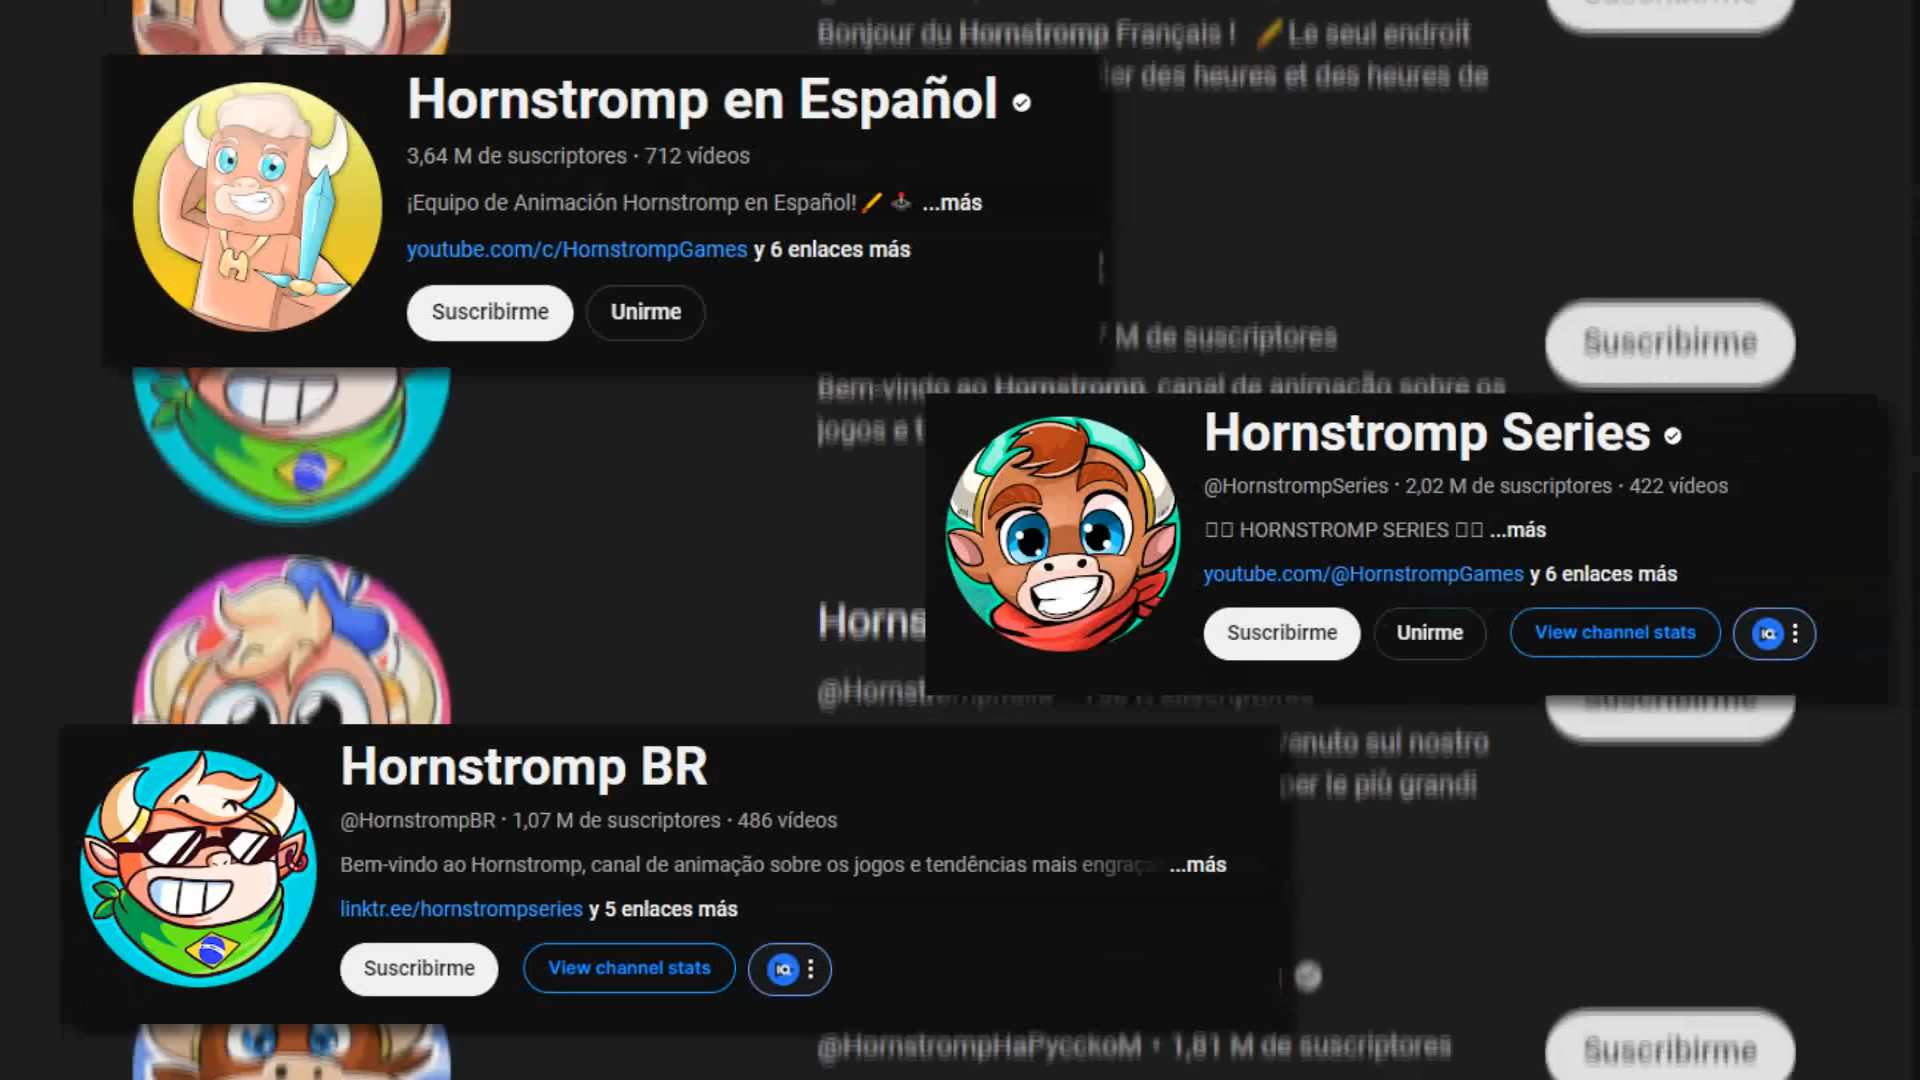 Suscribirme
Bonjour du Hornstromp Français ! Le seul endroit
des heures et des heures de
Hornstromp en Español
3,64 M de suscriptores · 712 vídeos
¡Equipo de Animación Hornstromp en Español! ...más
youtube.com/c/HornstrompGames y 6 enlaces más
Suscribirme Unirme
M de suscriptores
Suscribirme
Bem-vindo ao Hornstromp, canal de animação sobre os
jogos e
Hornstromp Series
@HornstrompSeries · 2,02 M de suscriptores · 422 vídeos
HORNSTROMP SERIES ...más
youtube.com/@HornstrompGames y 6 enlaces más
Suscribirme Unirme View channel stats
Suscribirme
sul nostro
per le più grandi
Hornstromp BR
@HornstrompBR · 1,07 M de suscriptores · 486 vídeos
Bem-vindo ao Hornstromp, canal de animação sobre os jogos e tendências mais engraça ...más
linktr.ee/hornstrompseries y 5 enlaces más
Suscribirme View channel stats
@HornstrompHaPyccкoM · 1,81 M de suscriptores
Suscribirme